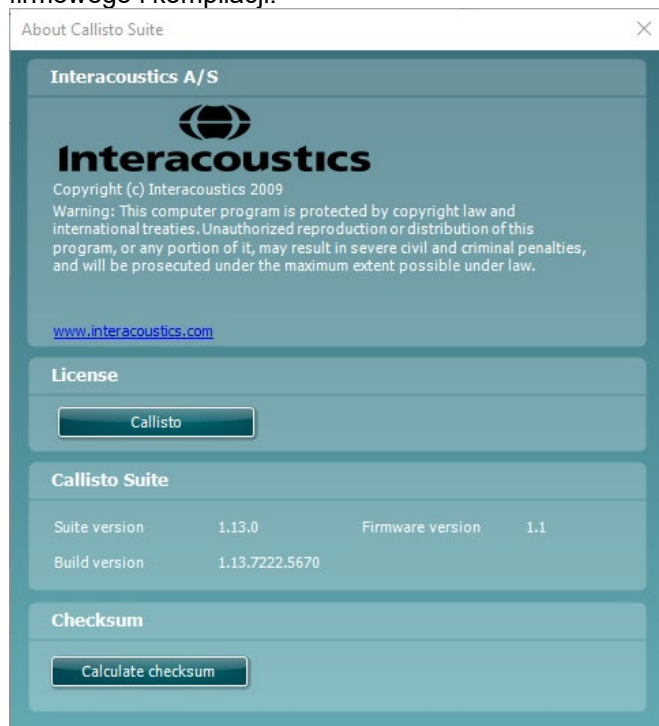 firmowego i kompilacji.
About Callisto Suite
Interacoustics A/S
Interacoustics
Copyright (c) Interacoustics 2009
Warning: This computer program is protected by copyright law and
international treaties. Unauthorized reproduction or distribution of this
program, or any portion of it, may result in severe civil and criminal penalties,
and will be prosecuted under the maximum extent possible under law.
www.interacoustics.com
License
Callisto
Callisto Suite
Suite version 1.13.0 Firmware version 1.1
Build version 1.13.7222.5670
Checksum
Calculate checksum